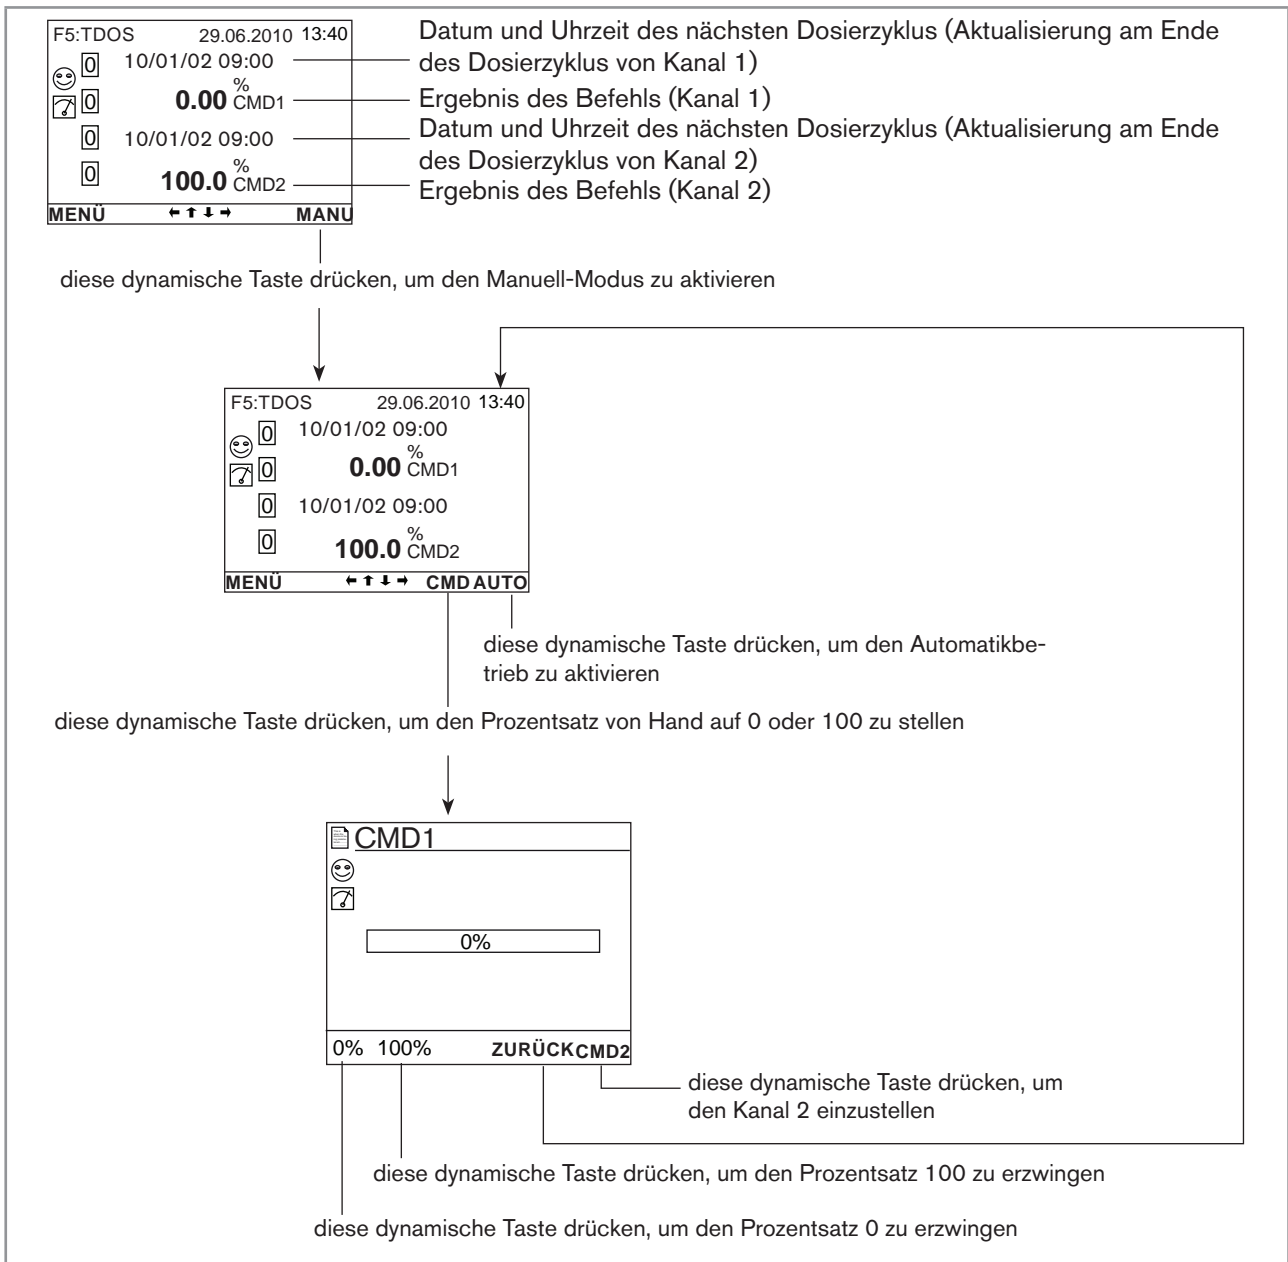 F5:TDOS 29.06.2010 13:40
0 10/01/02 09:00
%
0 0.00 CMD1
0 10/01/02 09:00
%
0 100.0 CMD2
MENÜ ← ↑ ↓ → MANU
Datum und Uhrzeit des nächsten Dosierzyklus (Aktualisierung am Ende
des Dosierzyklus von Kanal 1)
Ergebnis des Befehls (Kanal 1)
Datum und Uhrzeit des nächsten Dosierzyklus (Aktualisierung am Ende
des Dosierzyklus von Kanal 2)
Ergebnis des Befehls (Kanal 2)
diese dynamische Taste drücken, um den Manuell-Modus zu aktivieren
F5:TDOS 29.06.2010 13:40
0 10/01/02 09:00
%
0 0.00 CMD1
0 10/01/02 09:00
%
0 100.0 CMD2
MENÜ ← ↑ ↓ → CMD AUTO
diese dynamische Taste drücken, um den Automatikbe-
trieb zu aktivieren
diese dynamische Taste drücken, um den Prozentsatz von Hand auf 0 oder 100 zu stellen
CMD1
0%
0% 100% ZURÜCK CMD2
diese dynamische Taste drücken, um
den Kanal 2 einzustellen
diese dynamische Taste drücken, um den Prozentsatz 100 zu erzwingen
diese dynamische Taste drücken, um den Prozentsatz 0 zu erzwingen